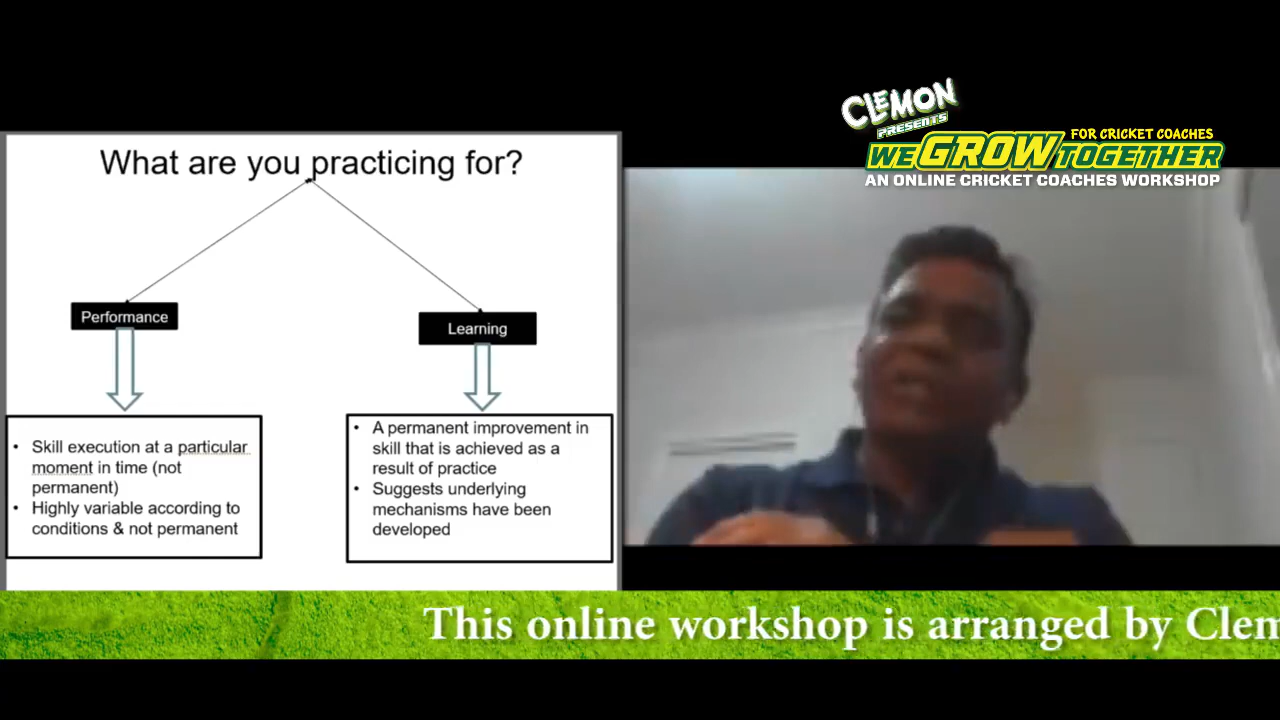 CLEMON
PRESENTS
FOR CRICKET COACHES
WE GROW TOGETHER
AN ONLINE CRICKET COACHES WORKSHOP
What are you practicing for?
Performance
Learning
• Skill execution at a particular
moment in time (not
permanent)
• Highly variable according to
conditions & not permanent
• A permanent improvement in
skill that is achieved as a
result of practice
• Suggests underlying
mechanisms have been
developed
This online workshop is arranged by Clem